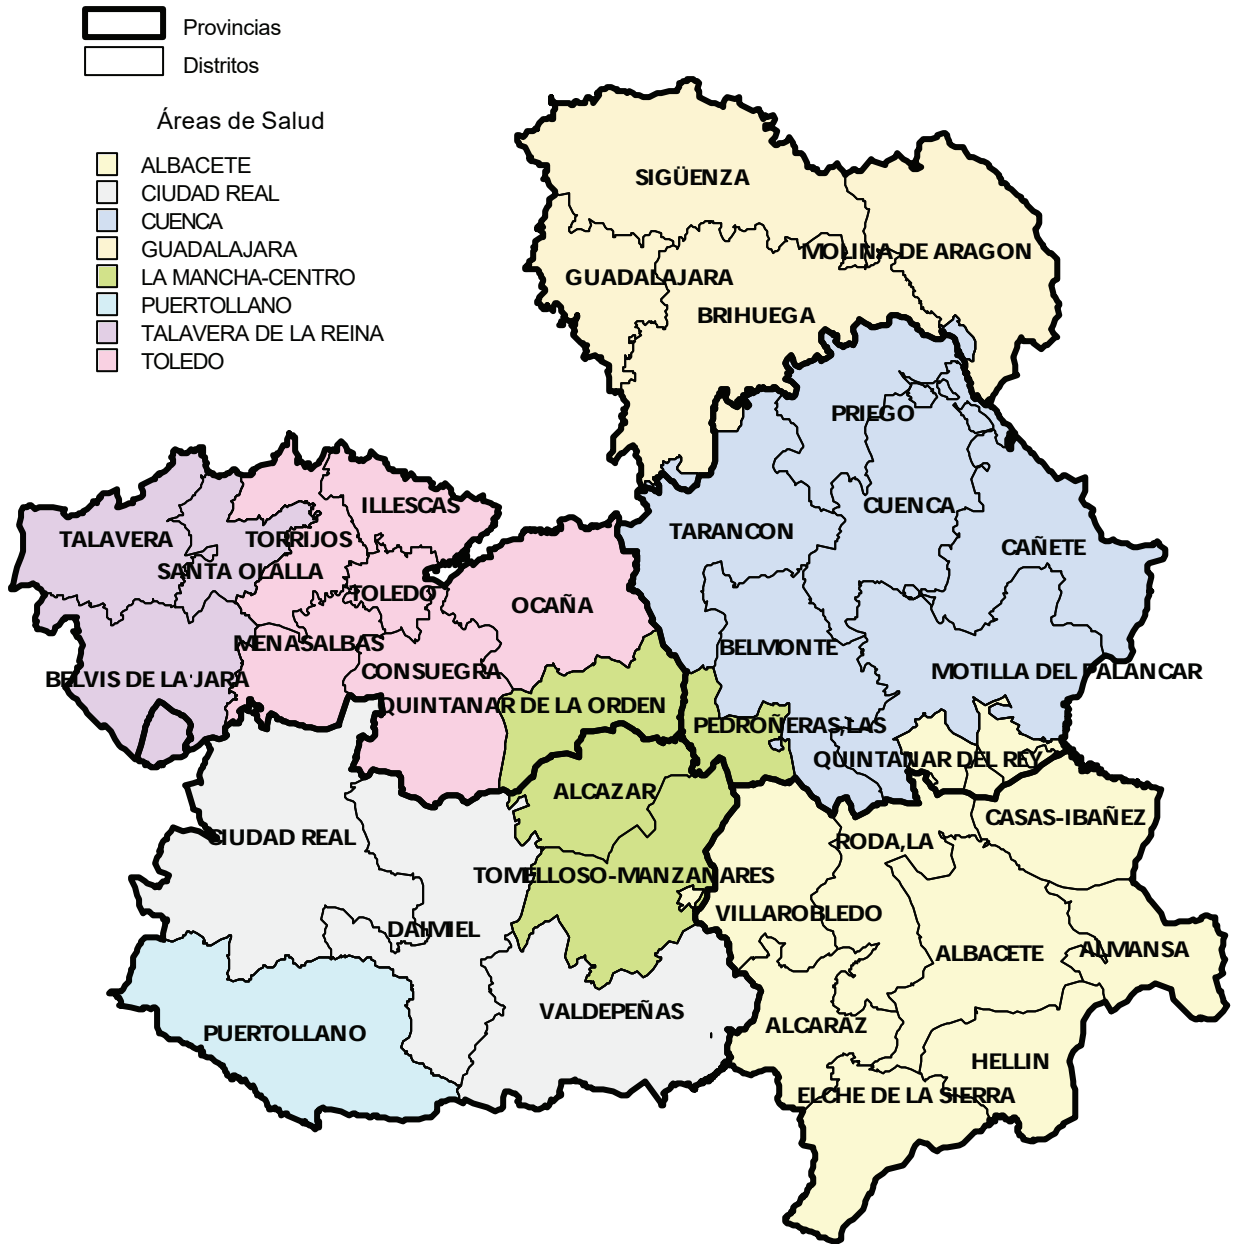 Provincias
Distritos
Áreas de Salud
ALBACETE
CIUDAD REAL
CUENCA
GUADALAJARA
LA MANCHA-CENTRO
PUERTOLLANO
TALAVERA DE LA REINA
TOLEDO
SIGÜENZA
MOLINA DE ARAGON
GUADALAJARA
BRIHUEGA
PRIEGO
ILLESCAS
CUENCA
TARANCON
TALAVERA
TORRIJOS
CAÑETE
SANTA OLALLA
TOLEDO
OCAÑA
MENASALBAS
BELMONTE
CONSUEGRA
MOTILLA DEL PALANCAR
BELVIS DE LA JARA
QUINTANAR DE LA ORDEN
PEDROÑERAS,LAS
QUINTANAR DEL REY
ALCAZAR
CASAS-IBAÑEZ
CIUDAD REAL
RODA,LA
TOMELLOSO-MANZANARES
VILLAROBLEDO
DAIMIEL
ALBACETE
ALMANSA
VALDEPEÑAS
ALCARAZ
PUERTOLLANO
HELLIN
ELCHE DE LA SIERRA